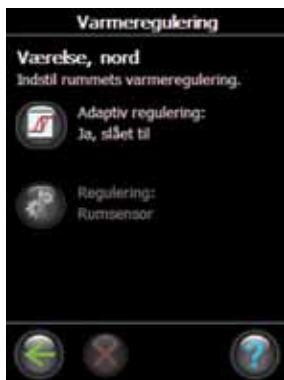 Varmeregulering
Værelse, nord
Indstil rummets varmeregulering.
Adaptiv regulering:
Ja, slået til
Regulering:
Rumsensor
?